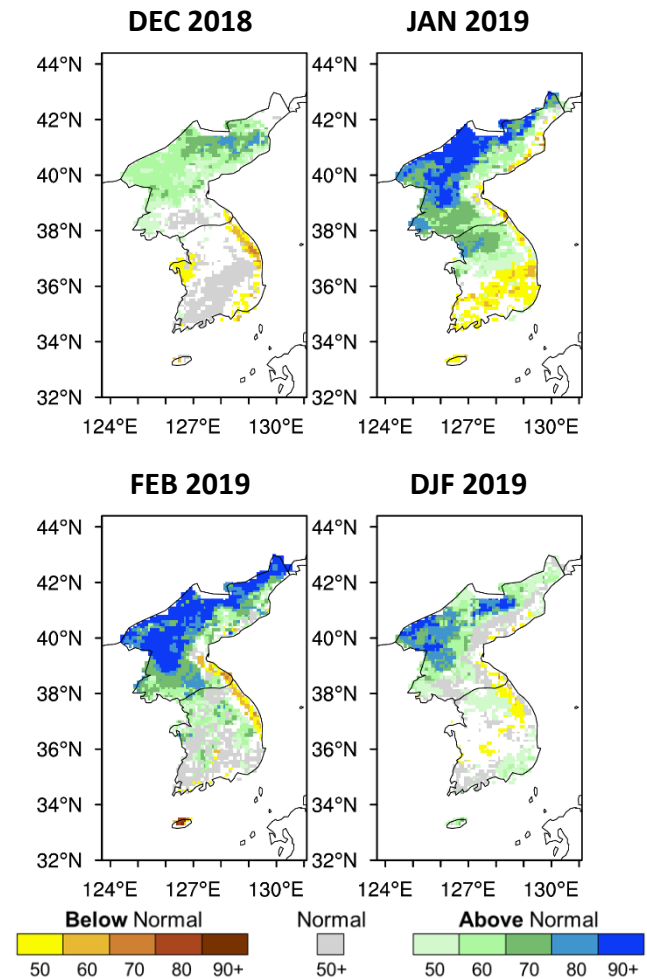 DEC 2018 JAN 2019
44°N 44°N
42°N 42°N
40°N 40°N
38°N 38°N
36°N 36°N
34°N 34°N
32°N 32°N
124°E 127°E 130°E 124°E 127°E 130°E
FEB 2019 DJF 2019
44°N 44°N
42°N 42°N
40°N 40°N
38°N 38°N
36°N 36°N
34°N 34°N
32°N 32°N
124°E 127°E 130°E 124°E 127°E 130°E
Below Normal Normal Above Normal
50 60 70 80 90+ 50+ 50 60 70 80 90+